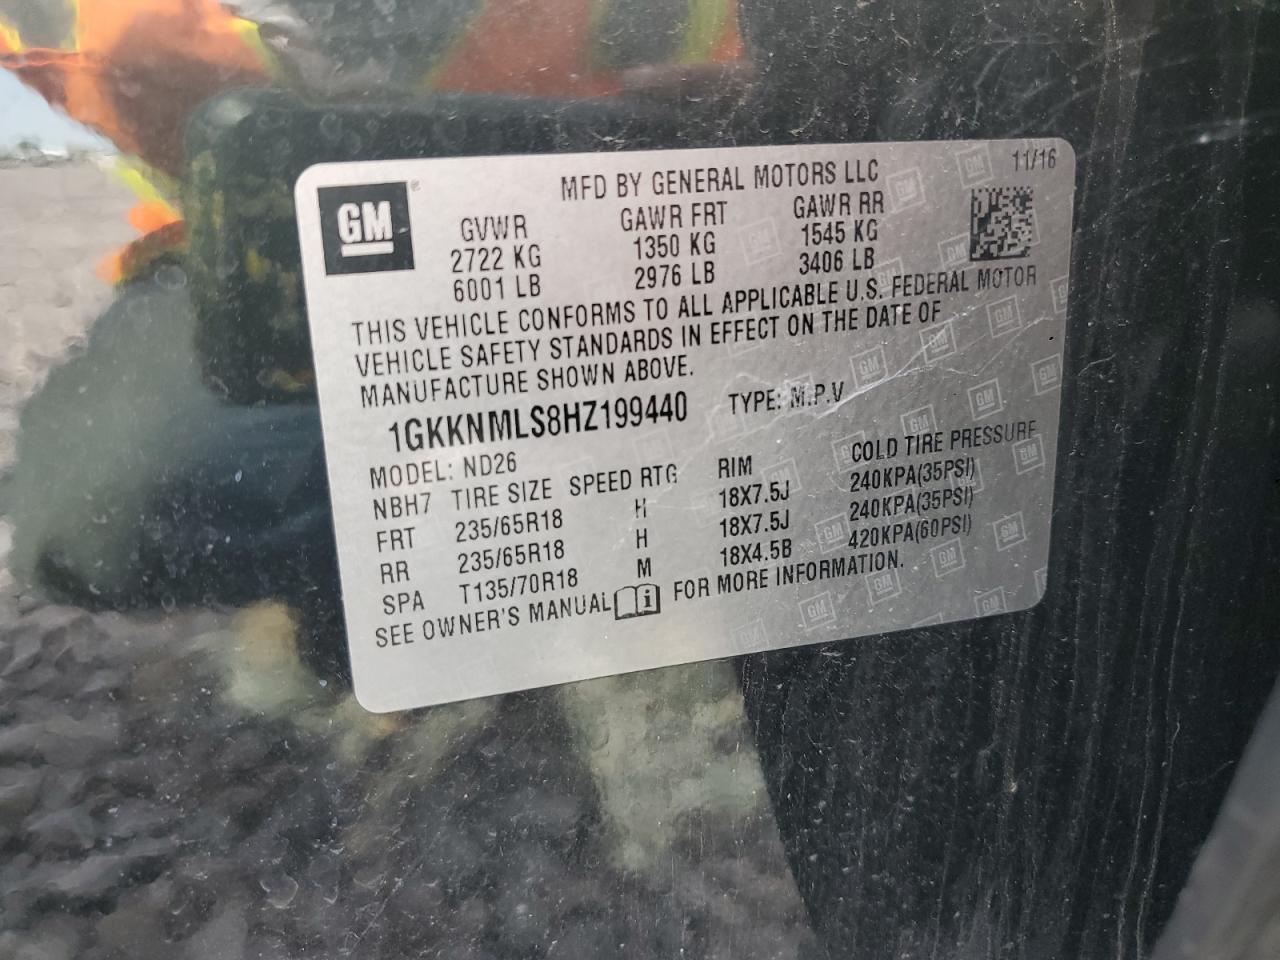 11/16
MFD BY GENERAL MOTORS LLC
GM ®
GVWR GAWR FRT GAWR RR
2722 KG 1350 KG 1545 KG
6001 LB 2976 LB 3406 LB
THIS VEHICLE CONFORMS TO ALL APPLICABLE U.S. FEDERAL MOTOR
VEHICLE SAFETY STANDARDS IN EFFECT ON THE DATE OF
MANUFACTURE SHOWN ABOVE.
1GKKNMLS8HZ199440 TYPE: M.P.V
MODEL: ND26
NBH7 TIRE SIZE SPEED RTG RIM COLD TIRE PRESSURE
FRT 235/65R18 H 18X7.5J 240KPA(35PSI)
RR 235/65R18 H 18X7.5J 240KPA(35PSI)
SPA T135/70R18 M 18X4.5B 420KPA(60PSI)
SEE OWNER'S MANUAL i FOR MORE INFORMATION.